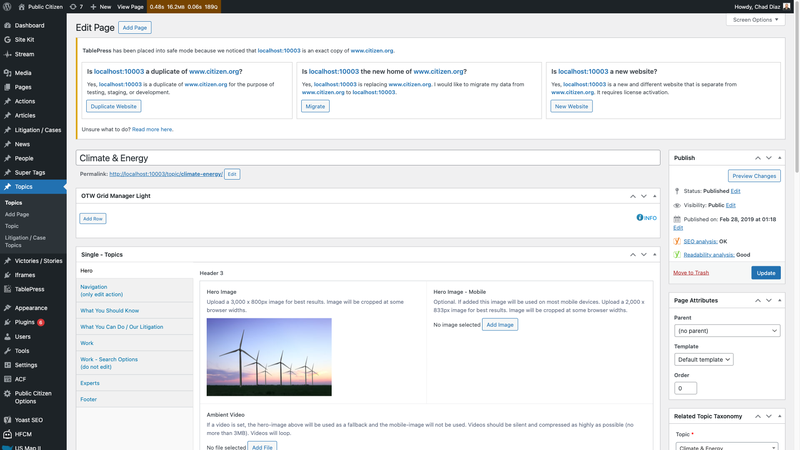 Public Citizen
7
New
View Page
0.48s 16.2MB 0.06s 189Q
Howdy, Chad Diaz
Screen Options
Dashboard
Site Kit
Stream
Media
Pages
Actions
Articles
Litigation / Cases
News
People
Super Tags
Topics
Topics
Add Page
Topic
Litigation / Case
Topics
Victories / Stories
Iframes
TablePress
Appearance
Plugins 8
Users
Tools
Settings
ACF
Public Citizen
Options
Yoast SEO
HFCM
US Map II
Edit Page
Add Page
TablePress has been placed into safe mode because we noticed that localhost:10003 is an exact copy of www.citizen.org.
Is localhost:10003 a duplicate of www.citizen.org?
Yes, localhost:10003 is a duplicate of www.citizen.org for the purpose of
testing, staging, or development.
Duplicate Website
Is localhost:10003 the new home of www.citizen.org?
Yes, localhost:10003 is replacing www.citizen.org. I would like to migrate my data from
www.citizen.org to localhost:10003.
Migrate
Is localhost:10003 a new website?
Yes, localhost:10003 is a new and different website that is separate from
www.citizen.org. It requires license activation.
New Website
Unsure what to do? Read more here.
Climate & Energy
Permalink: http://localhost:10003/topic/climate-energy/ Edit
OTW Grid Manager Light
Add Row
INFO
Single - Topics
Hero
Navigation
(only edit action)
What You Should Know
What You Can Do / Our Litigation
Work
Work - Search Options
(do not edit)
Experts
Footer
Header 3
Hero Image
Upload a 3,000 x 800px image for best results. Image will be cropped at some
browser widths.
Hero Image - Mobile
Optional. If added this image will be used on most mobile devices. Upload a 2,000 x
833px image for best results. Image will be cropped at some browser widths.
No image selected Add Image
Ambient Video
If a video is set, the hero-image above will be used as a fallback and the mobile-image will not be used. Videos should be silent and compressed as highly as possible (no
more than 3MB). Videos will loop.
No file selected Add File
Publish
Preview Changes
Status: Published Edit
Visibility: Public Edit
Published on: Feb 28, 2019 at 01:18
Edit
SEO analysis: OK
Readability analysis: Good
Move to Trash
Update
Page Attributes
Parent
(no parent)
Template
Default template
Order
0
Related Topic Taxonomy
Topic *
Climate & Energy